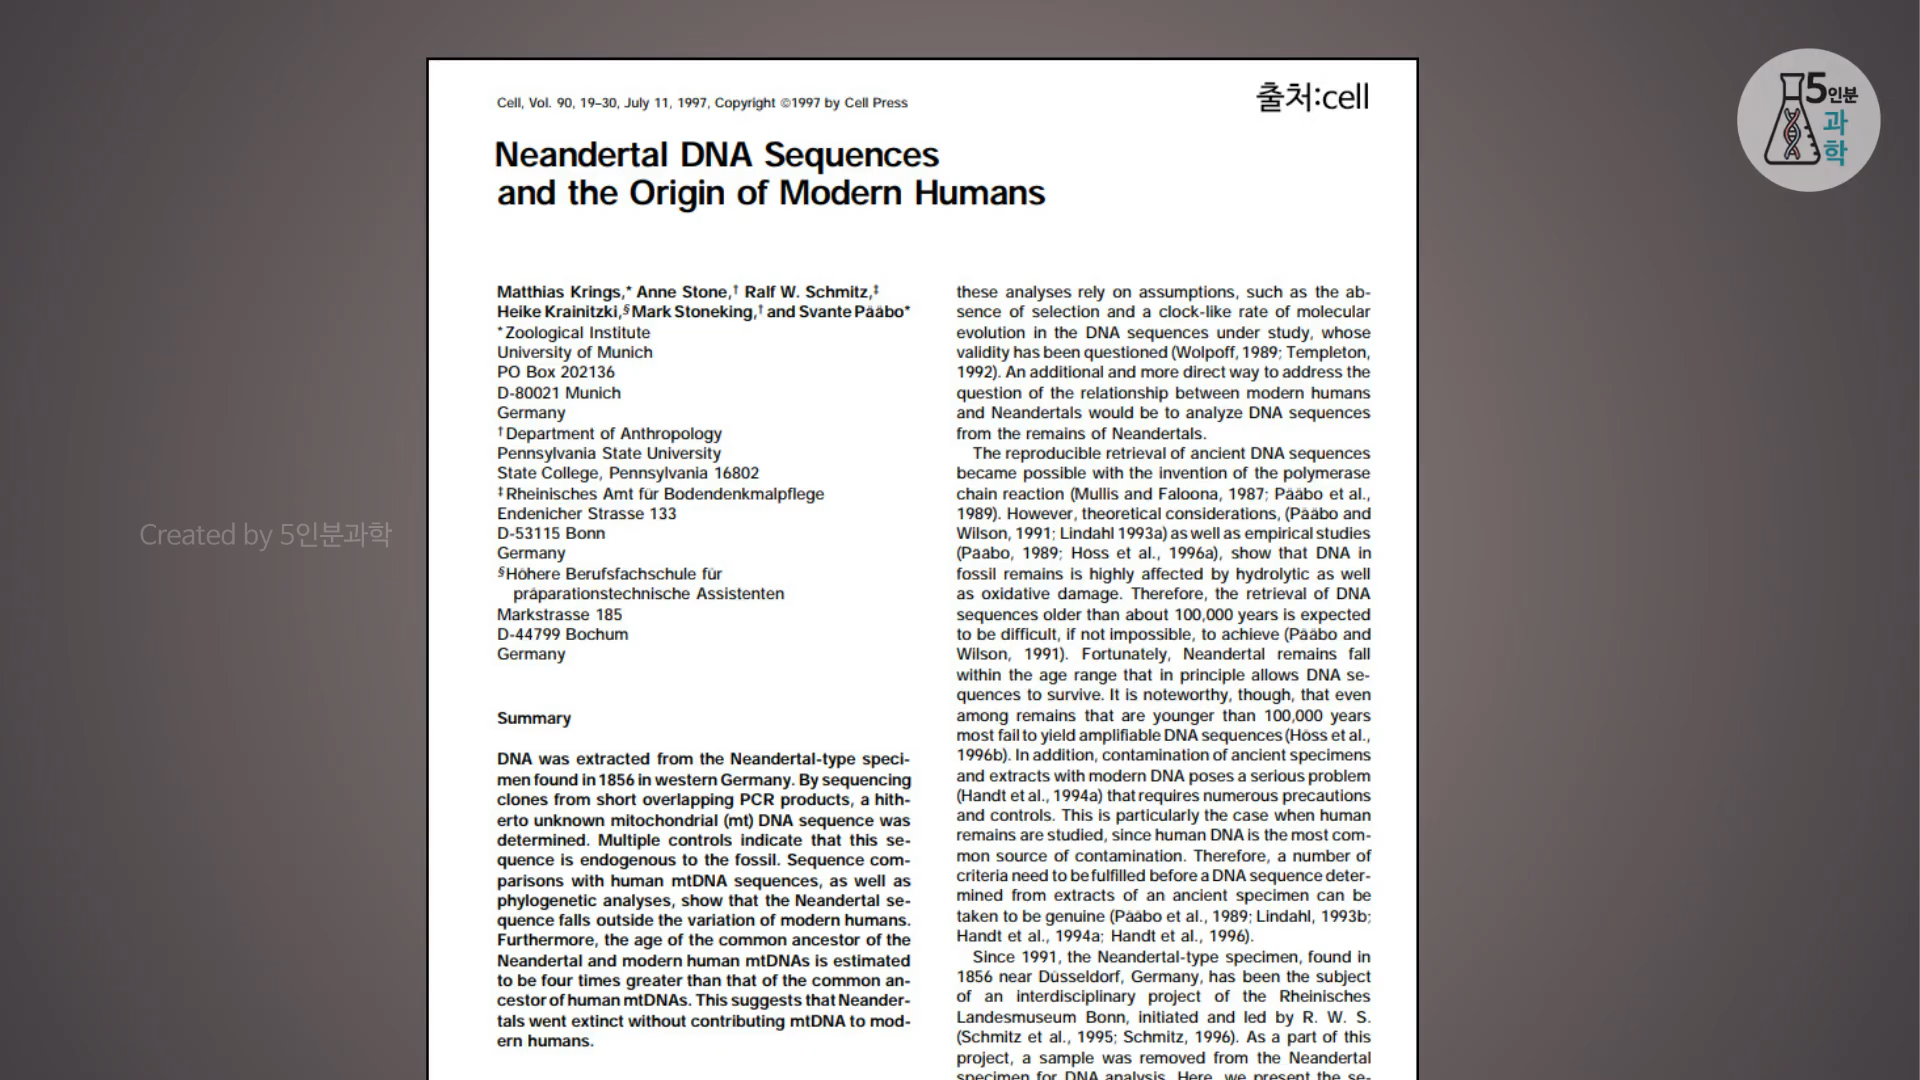 Cell, Vol. 90, 19–30, July 11, 1997, Copyright ©1997 by Cell Press
출처:cell
5인분
과
학
Neandertal DNA Sequences
and the Origin of Modern Humans
Matthias Krings,* Anne Stone,† Ralf W. Schmitz,‡
Heike Krainitzki,§ Mark Stoneking,† and Svante Pääbo*
*Zoological Institute
University of Munich
PO Box 202136
D-80021 Munich
Germany
†Department of Anthropology
Pennsylvania State University
State College, Pennsylvania 16802
‡Rheinisches Amt für Bodendenkmalpflege
Endenicher Strasse 133
D-53115 Bonn
Germany
§Höhere Berufsfachschule für
präparationstechnische Assistenten
Markstrasse 185
D-44799 Bochum
Germany
Summary
DNA was extracted from the Neandertal-type speci-
men found in 1856 in western Germany. By sequencing
clones from short overlapping PCR products, a hith-
erto unknown mitochondrial (mt) DNA sequence was
determined. Multiple controls indicate that this se-
quence is endogenous to the fossil. Sequence com-
parisons with human mtDNA sequences, as well as
phylogenetic analyses, show that the Neandertal se-
quence falls outside the variation of modern humans.
Furthermore, the age of the common ancestor of the
Neandertal and modern human mtDNAs is estimated
to be four times greater than that of the common an-
cestor of human mtDNAs. This suggests that Neander-
tals went extinct without contributing mtDNA to mod-
ern humans.
these analyses rely on assumptions, such as the ab-
sence of selection and a clock-like rate of molecular
evolution in the DNA sequences under study, whose
validity has been questioned (Wolpoff, 1989; Templeton,
1992). An additional and more direct way to address the
question of the relationship between modern humans
and Neandertals would be to analyze DNA sequences
from the remains of Neandertals.
The reproducible retrieval of ancient DNA sequences
became possible with the invention of the polymerase
chain reaction (Mullis and Faloona, 1987; Pääbo et al.,
1989). However, theoretical considerations, (Pääbo and
Wilson, 1991; Lindahl 1993a) as well as empirical studies
(Pääbo, 1989; Höss et al., 1996a), show that DNA in
fossil remains is highly affected by hydrolytic as well
as oxidative damage. Therefore, the retrieval of DNA
sequences older than about 100,000 years is expected
to be difficult, if not impossible, to achieve (Pääbo and
Wilson, 1991). Fortunately, Neandertal remains fall
within the age range that in principle allows DNA se-
quences to survive. It is noteworthy, though, that even
among remains that are younger than 100,000 years
most fail to yield amplifiable DNA sequences (Höss et al.,
1996b). In addition, contamination of ancient specimens
and extracts with modern DNA poses a serious problem
(Handt et al., 1994a) that requires numerous precautions
and controls. This is particularly the case when human
remains are studied, since human DNA is the most com-
mon source of contamination. Therefore, a number of
criteria need to be fulfilled before a DNA sequence deter-
mined from extracts of an ancient specimen can be
taken to be genuine (Pääbo et al., 1989; Lindahl, 1993b;
Handt et al., 1994a; Handt et al., 1996).
Since 1991, the Neandertal-type specimen, found in
1856 near Düsseldorf, Germany, has been the subject
of an interdisciplinary project of the Rheinisches
Landesmuseum Bonn, initiated and led by R. W. S.
(Schmitz et al., 1995; Schmitz, 1996). As a part of this
project, a sample was removed from the Neandertal
specimen for DNA analysis. Here, we present the se-
Created by 5인분과학